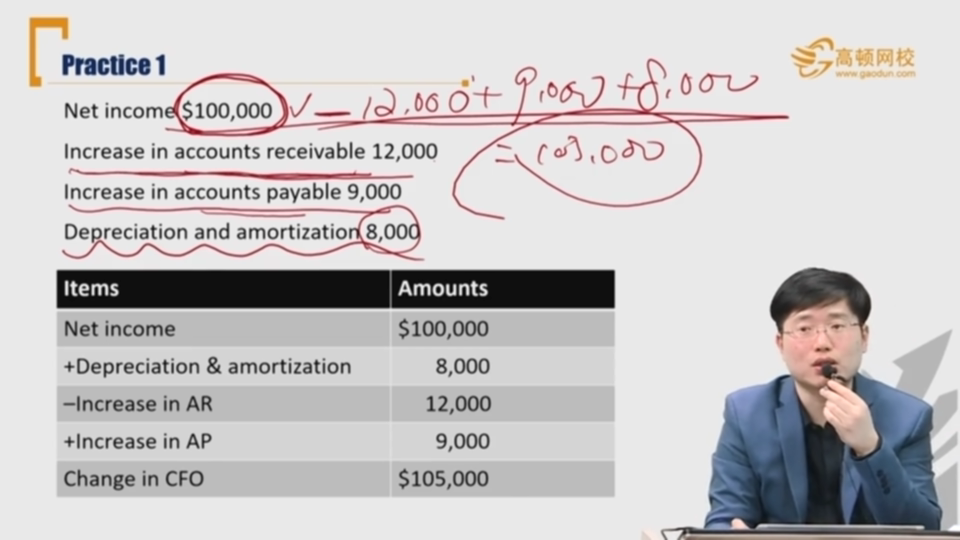 Practice 1
高顿网校
www.gaodun.com
Net income $100,000 – 12.000 + 9.000 + 8.000
Increase in accounts receivable 12,000
= 105.000
Increase in accounts payable 9,000
Depreciation and amortization 8,000
Items Amounts
Net income $100,000
+Depreciation & amortization 8,000
–Increase in AR 12,000
+Increase in AP 9,000
Change in CFO $105,000